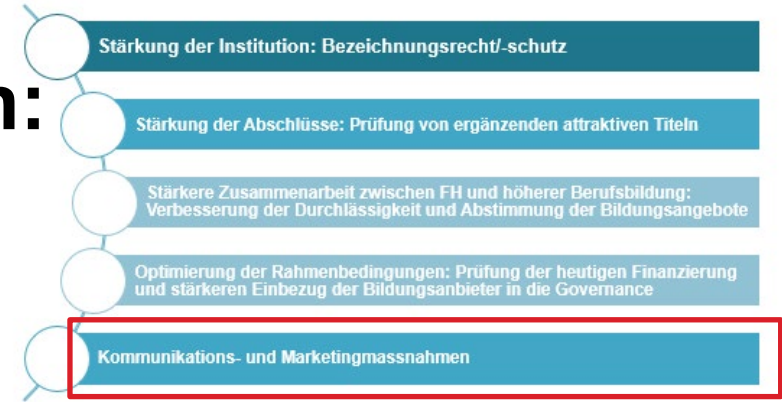 Stärkung der Institution: Bezeichnungsrecht/-schutz
n:
Stärkung der Abschlüsse: Prüfung von ergänzenden attraktiven Titeln
Stärkere Zusammenarbeit zwischen FH und höherer Berufsbildung:
Verbesserung der Durchlässigkeit und Abstimmung der Bildungsangebote
Optimierung der Rahmenbedingungen: Prüfung der heutigen Finanzierung
und stärkeren Einbezug der Bildungsanbieter in die Governance
Kommunikations- und Marketingmassnahmen